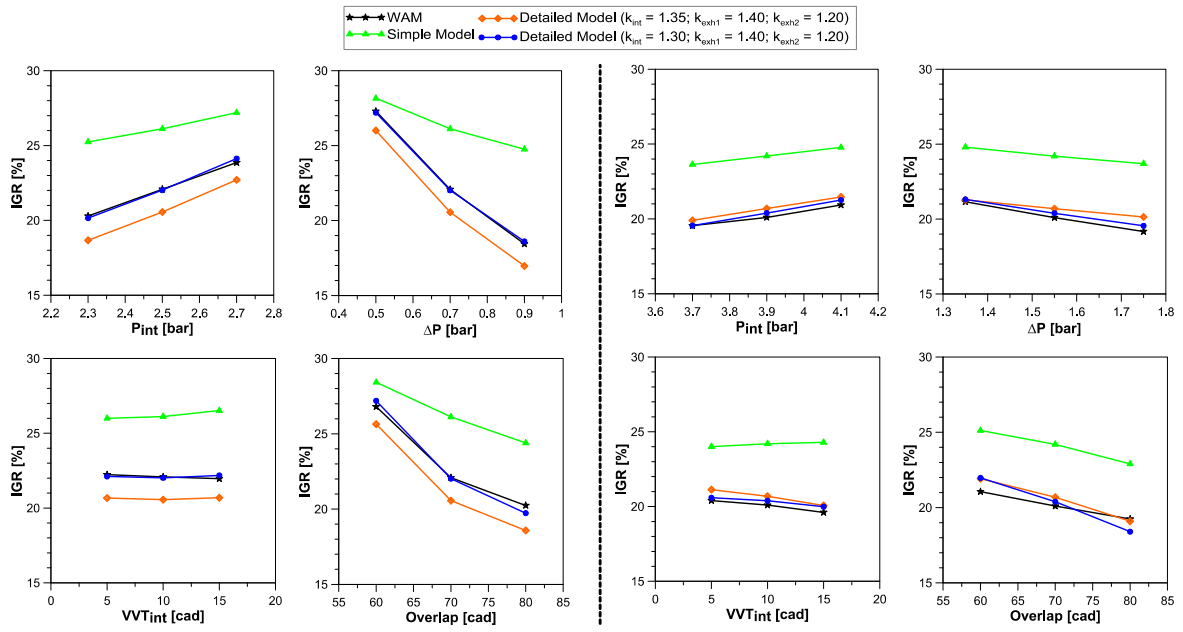 WAM
Detailed Model (kint = 1.35; kexh1 = 1.40; kexh2 = 1.20)
Simple Model
Detailed Model (kint = 1.30; kexh1 = 1.40; kexh2 = 1.20)
30
25
20
15
IGR [%]
2.2 2.3 2.4 2.5 2.6 2.7 2.8
Pint [bar]
30
25
20
15
IGR [%]
0.4 0.5 0.6 0.7 0.8 0.9 1
ΔP [bar]
30
25
20
15
IGR [%]
3.6 3.7 3.8 3.9 4 4.1 4.2
Pint [bar]
30
25
20
15
IGR [%]
1.3 1.4 1.5 1.6 1.7 1.8
ΔP [bar]
30
25
20
15
IGR [%]
0 5 10 15 20
VVTint [cad]
30
25
20
15
IGR [%]
55 60 65 70 75 80 85
Overlap [cad]
30
25
20
15
IGR [%]
0 5 10 15 20
VVTint [cad]
30
25
20
15
IGR [%]
55 60 65 70 75 80 85
Overlap [cad]